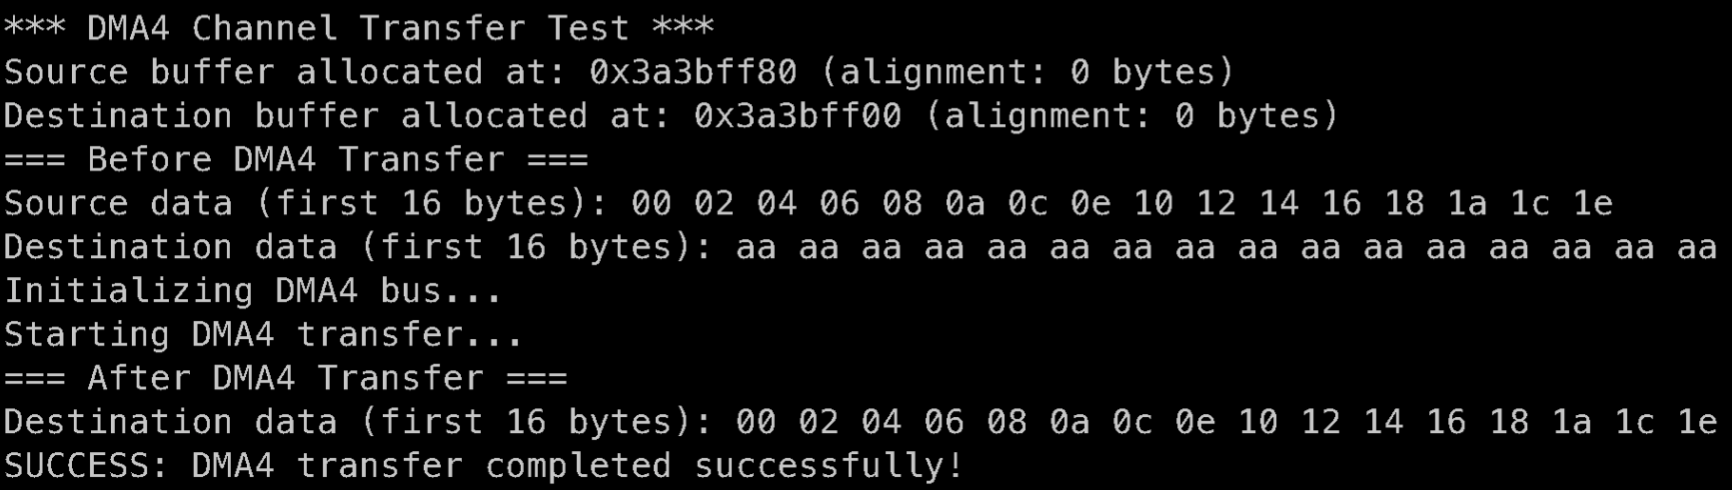 *** DMA4 Channel Transfer Test ***
Source buffer allocated at: 0x3a3bff80 (alignment: 0 bytes)
Destination buffer allocated at: 0x3a3bff00 (alignment: 0 bytes)
=== Before DMA4 Transfer ===
Source data (first 16 bytes): 00 02 04 06 08 0a 0c 0e 10 12 14 16 18 1a 1c 1e
Destination data (first 16 bytes): aa aa aa aa aa aa aa aa aa aa aa aa aa aa aa aa
Initializing DMA4 bus...
Starting DMA4 transfer...
=== After DMA4 Transfer ===
Destination data (first 16 bytes): 00 02 04 06 08 0a 0c 0e 10 12 14 16 18 1a 1c 1e
SUCCESS: DMA4 transfer completed successfully!